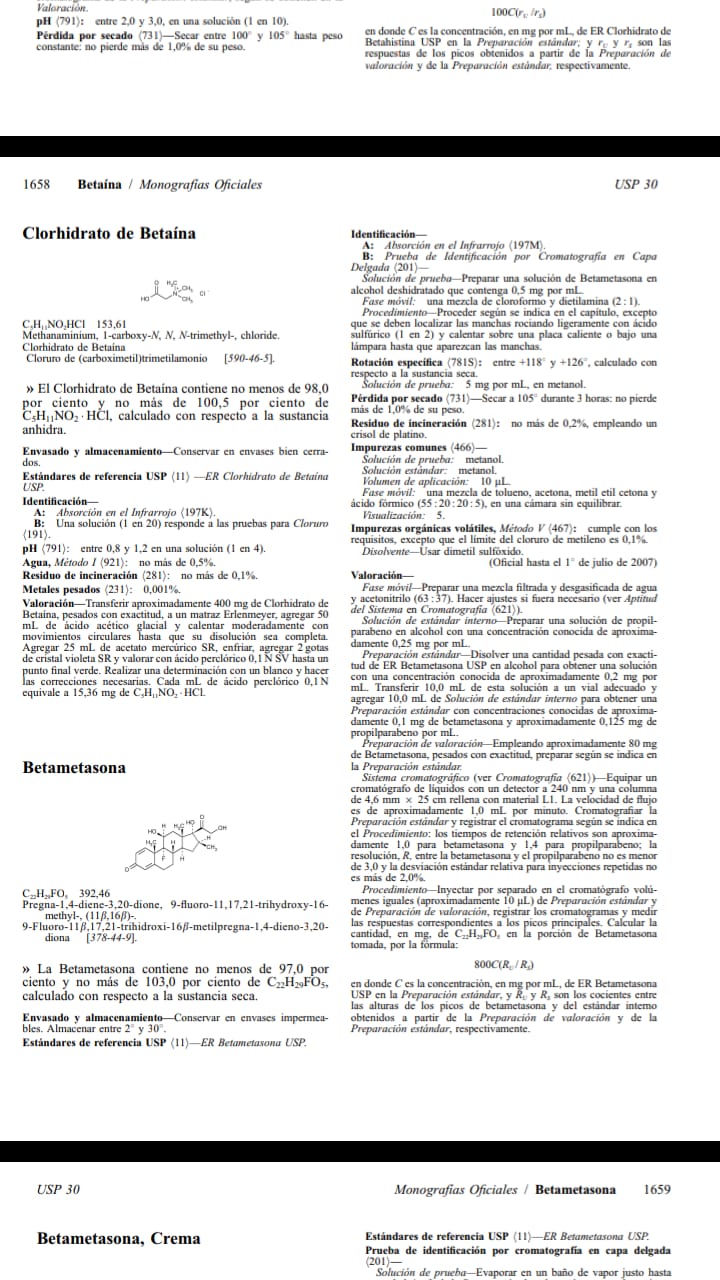 Valoración.
pH ⟨791⟩: entre 2,0 y 3,0, en una solución (1 en 10).
Pérdida por secado ⟨731⟩—Secar entre 100° y 105° hasta peso
constante: no pierde más de 1,0% de su peso.
100C(rU /rS)
en donde C es la concentración, en mg por mL, de ER Clorhidrato de
Betahistina USP en la Preparación estándar; y rU y rS son las
respuestas de los picos obtenidos a partir de la Preparación de
valoración y de la Preparación estándar, respectivamente.
1658 Betaína / Monografías Oficiales
USP 30
Clorhidrato de Betaína
C5H11NO2HCl 153,61
Methanaminium, 1-carboxy-N, N, N-trimethyl-, chloride.
Clorhidrato de Betaína
Cloruro de (carboximetil)trimetilamonio [590-46-5].
» El Clorhidrato de Betaína contiene no menos de 98,0
por ciento y no más de 100,5 por ciento de
C5H11NO2 · HCl, calculado con respecto a la sustancia
anhidra.
Envasado y almacenamiento—Conservar en envases bien cerra-
dos.
Estándares de referencia USP ⟨11⟩ —ER Clorhidrato de Betaína
USP.
Identificación—
A: Absorción en el Infrarrojo ⟨197K⟩.
B: Una solución (1 en 20) responde a las pruebas para Cloruro
⟨191⟩.
pH ⟨791⟩: entre 0,8 y 1,2 en una solución (1 en 4).
Agua, Método I ⟨921⟩: no más de 0,5%.
Residuo de incineración ⟨281⟩: no más de 0,1%.
Metales pesados ⟨231⟩: 0,001%.
Valoración—Transferir aproximadamente 400 mg de Clorhidrato de
Betaína, pesados con exactitud, a un matraz Erlenmeyer, agregar 50
mL de ácido acético glacial y calentar moderadamente con
movimientos circulares hasta que su disolución sea completa.
Agregar 25 mL de acetato mercúrico SR, enfriar, agregar 2 gotas
de cristal violeta SR y valorar con ácido perclórico 0,1 N SV hasta un
punto final verde. Realizar una determinación con un blanco y hacer
las correcciones necesarias. Cada mL de ácido perclórico 0,1 N
equivale a 15,36 mg de C5H11NO2 · HCl.
Betametasona
C22H29FO5 392,46
Pregna-1,4-diene-3,20-dione, 9-fluoro-11,17,21-trihydroxy-16-
methyl-, (11β,16β)-.
9-Fluoro-11β,17,21-trihidroxi-16β-metilpregna-1,4-dieno-3,20-
diona [378-44-9].
» La Betametasona contiene no menos de 97,0 por
ciento y no más de 103,0 por ciento de C22H29FO5,
calculado con respecto a la sustancia seca.
Envasado y almacenamiento—Conservar en envases impermea-
bles. Almacenar entre 2° y 30°.
Estándares de referencia USP ⟨11⟩—ER Betametasona USP.
Identificación—
A: Absorción en el Infrarrojo ⟨197M⟩.
B: Prueba de Identificación por Cromatografía en Capa
Delgada ⟨201⟩—
Solución de prueba—Preparar una solución de Betametasona en
alcohol deshidratado que contenga 0,5 mg por mL.
Fase móvil: una mezcla de cloroformo y dietilamina (2 : 1).
Procedimiento—Proceder según se indica en el capítulo, excepto
que se deben localizar las manchas rociando ligeramente con ácido
sulfúrico (1 en 2) y calentar sobre una placa caliente o bajo una
lámpara hasta que aparezcan las manchas.
Rotación específica ⟨781S⟩: entre +118° y +126°, calculado con
respecto a la sustancia seca.
Solución de prueba: 5 mg por mL, en metanol.
Pérdida por secado ⟨731⟩—Secar a 105° durante 3 horas: no pierde
más de 1,0% de su peso.
Residuo de incineración ⟨281⟩: no más de 0,2%, empleando un
crisol de platino.
Impurezas comunes ⟨466⟩—
Solución de prueba: metanol.
Solución estándar: metanol.
Volumen de aplicación: 10 µL.
Fase móvil: una mezcla de tolueno, acetona, metil etil cetona y
ácido fórmico (55 : 20 : 20 : 5), en una cámara sin equilibrar.
Visualización: 5.
Impurezas orgánicas volátiles, Método V ⟨467⟩: cumple con los
requisitos, excepto que el límite del cloruro de metileno es 0,1%.
Disolvente—Usar dimetil sulfóxido.
(Oficial hasta el 1° de julio de 2007)
Valoración—
Fase móvil—Preparar una mezcla filtrada y desgasificada de agua
y acetonitrilo (63 : 37). Hacer ajustes si fuera necesario (ver Aptitud
del Sistema en Cromatografía ⟨621⟩).
Solución de estándar interno—Preparar una solución de propil-
parabeno en alcohol con una concentración conocida de aproxima-
damente 0,25 mg por mL.
Preparación estándar—Disolver una cantidad pesada con exacti-
tud de ER Betametasona USP en alcohol para obtener una solución
con una concentración conocida de aproximadamente 0,2 mg por
mL. Transferir 10,0 mL de esta solución a un vial adecuado y
agregar 10,0 mL de Solución de estándar interno para obtener una
Preparación estándar con concentraciones conocidas de aproxima-
damente 0,1 mg de betametasona y aproximadamente 0,125 mg de
propilparabeno por mL.
Preparación de valoración—Empleando aproximadamente 80 mg
de Betametasona, pesados con exactitud, preparar según se indica en
la Preparación estándar.
Sistema cromatográfico (ver Cromatografía ⟨621⟩)—Equipar un
cromatógrafo de líquidos con un detector a 240 nm y una columna
de 4,6 mm × 25 cm rellena con material L1. La velocidad de flujo
es de aproximadamente 1,0 mL por minuto. Cromatografiar la
Preparación estándar y registrar el cromatograma según se indica en
el Procedimiento: los tiempos de retención relativos son aproxima-
damente 1,0 para betametasona y 1,4 para propilparabeno; la
resolución, R, entre la betametasona y el propilparabeno no es menor
de 3,0 y la desviación estándar relativa para inyecciones repetidas no
es más de 2,0%.
Procedimiento—Inyectar por separado en el cromatógrafo volú-
menes iguales (aproximadamente 10 µL) de Preparación estándar y
de Preparación de valoración, registrar los cromatogramas y medir
las respuestas correspondientes a los picos principales. Calcular la
cantidad, en mg, de C22H29FO5 en la porción de Betametasona
tomada, por la fórmula:
800C(RU / RS)
en donde C es la concentración, en mg por mL, de ER Betametasona
USP en la Preparación estándar, y RU y RS son los cocientes entre
las alturas de los picos de betametasona y del estándar interno
obtenidos a partir de la Preparación de valoración y de la
Preparación estándar, respectivamente.
USP 30
Monografías Oficiales / Betametasona 1659
Betametasona, Crema
Estándares de referencia USP ⟨11⟩—ER Betametasona USP.
Prueba de identificación por cromatografía en capa delgada
⟨201⟩—
Solución de prueba—Evaporar en un baño de vapor justo hasta